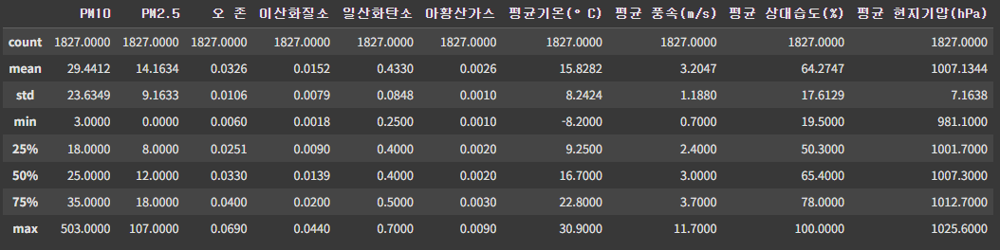 PM10 PM2.5 오 존 이산화질소 일산화탄소 아황산가스 평균기온(° C) 평균 풍속(m/s) 평균 상대습도(%) 평균 현지기압(hPa)
count 1827.0000 1827.0000 1827.0000 1827.0000 1827.0000 1827.0000 1827.0000 1827.0000 1827.0000 1827.0000
mean 29.4412 14.1634 0.0326 0.0152 0.4330 0.0026 15.8282 3.2047 64.2747 1007.1344
std 23.6349 9.1633 0.0106 0.0079 0.0848 0.0010 8.2424 1.1880 17.6129 7.1638
min 3.0000 0.0000 0.0060 0.0018 0.2500 0.0010 -8.2000 0.7000 19.5000 981.1000
25% 18.0000 8.0000 0.0251 0.0090 0.4000 0.0020 9.2500 2.4000 50.3000 1001.7000
50% 25.0000 12.0000 0.0330 0.0139 0.4000 0.0020 16.7000 3.0000 65.4000 1007.3000
75% 35.0000 18.0000 0.0400 0.0200 0.5000 0.0030 22.8000 3.7000 78.0000 1012.7000
max 503.0000 107.0000 0.0690 0.0440 0.7000 0.0090 30.9000 11.7000 100.0000 1025.6000